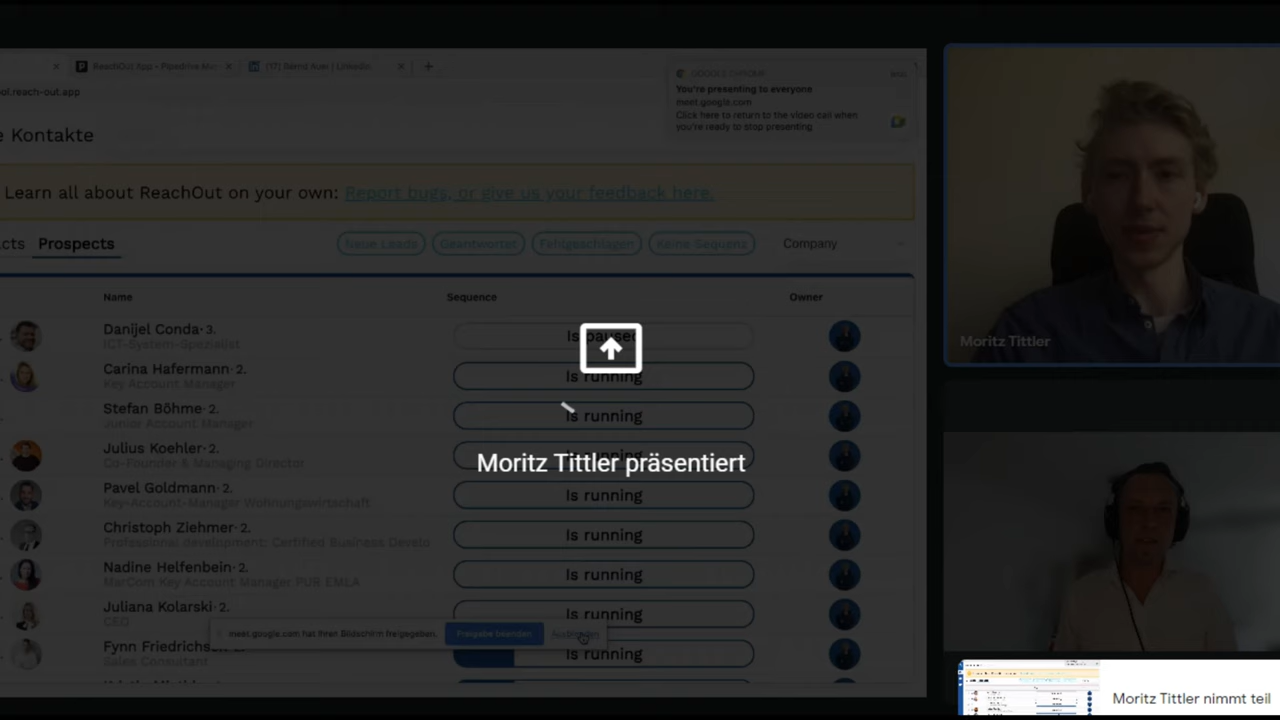 ReachOut App - Pipedrive Ma
(17) Bernd Auer | LinkedIn
ol.reach-out.app
GOOGLE CHROME
You're presenting to everyone
meet.google.com
Click here to return to the video call when
you're ready to stop presenting
e Kontakte
Learn all about ReachOut on your own: Report bugs, or give us your feedback here.
cts Prospects Neue Leads Geantwortet Fehlgeschlagen Keine Sequenz Company
Name Sequence Owner
Danijel Conda· 3. Is paused
ICT-System-Spezialist
Carina Hafermann· 2. Is running
Key Account Manager
Stefan Böhme· 2. Is running
Junior Account Manager
Julius Koehler· 2.
Co-Founder & Managing Director
Moritz Tittler präsentiert
Pavel Goldmann· 2. Is running
Key-Account-Manager Wohnungswirtschaft
Christoph Ziehmer· 2. Is running
Professional development: Certified Business Develo
Nadine Helfenbein· 2. Is running
MarCom Key Account Manager PUR EMLA
Juliana Kolarski· 2. Is running
CEO
meet.google.com hat Ihren Bildschirm freigegeben. Freigabe beenden Ausblenden
Fynn Friedrichs Is running
Sales Consultant
Moritz Tittler
Moritz Tittler nimmt teil